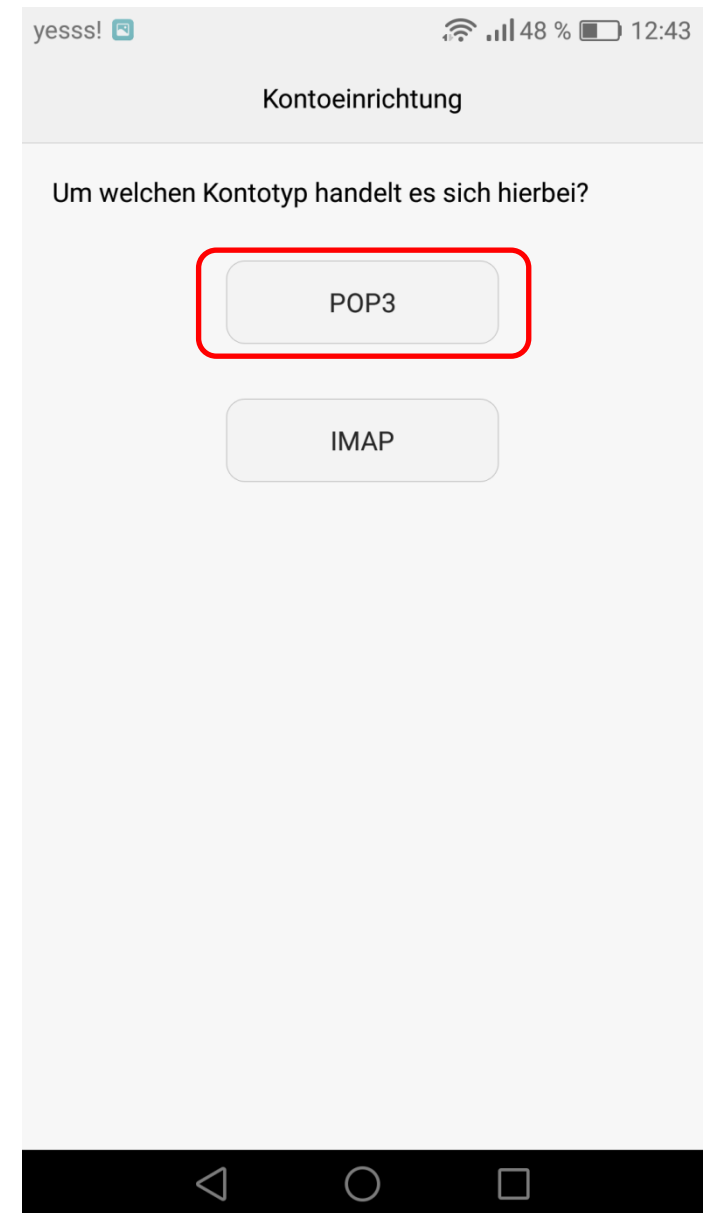 yesss! 48 % 12:43
Kontoeinrichtung
Um welchen Kontotyp handelt es sich hierbei?
POP3
IMAP